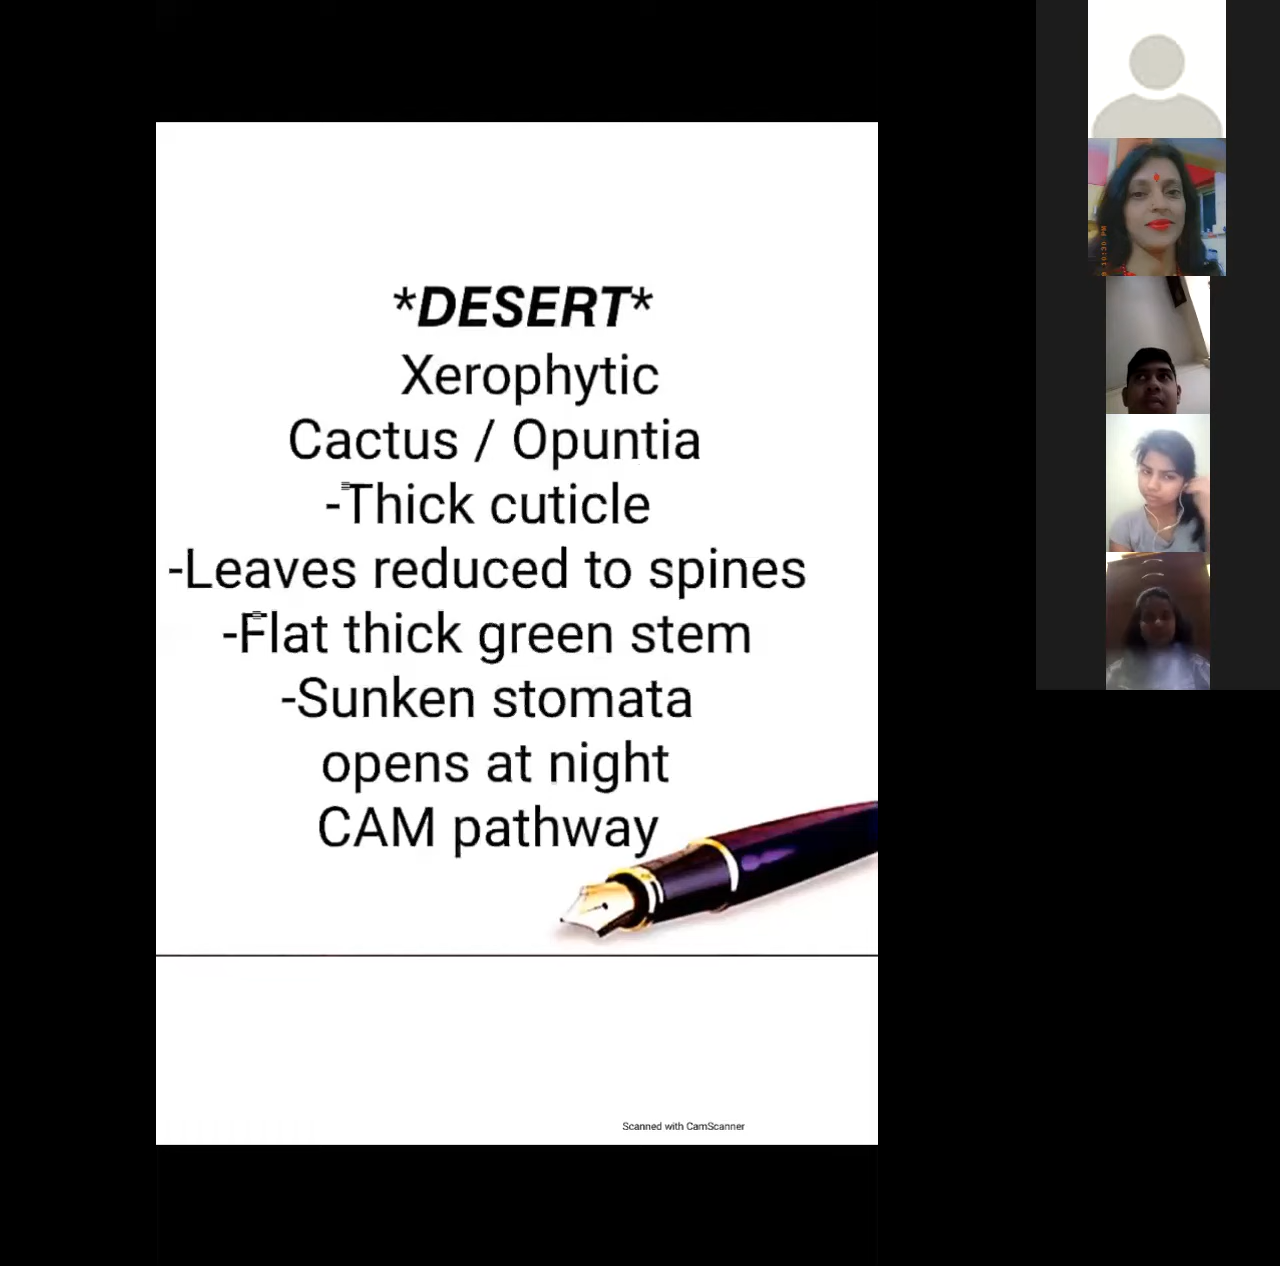 *DESERT*
Xerophytic
Cactus / Opuntia
-Thick cuticle
-Leaves reduced to spines
-Flat thick green stem
-Sunken stomata
opens at night
CAM pathway
Scanned with CamScanner